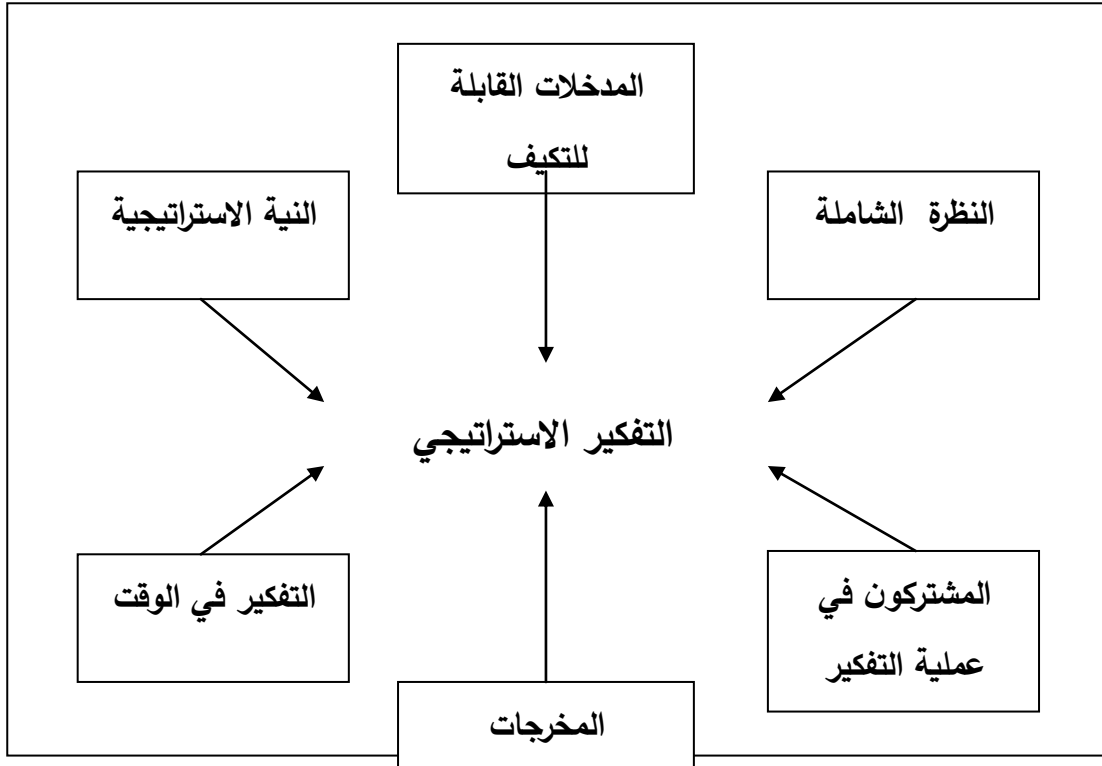 المدخلات القابلة
للتكيف
النظرة الشاملة
النية الاستراتيجية
التفكير الاستراتيجي
المشتركون في
عملية التفكير
التفكير في الوقت
المخرجات